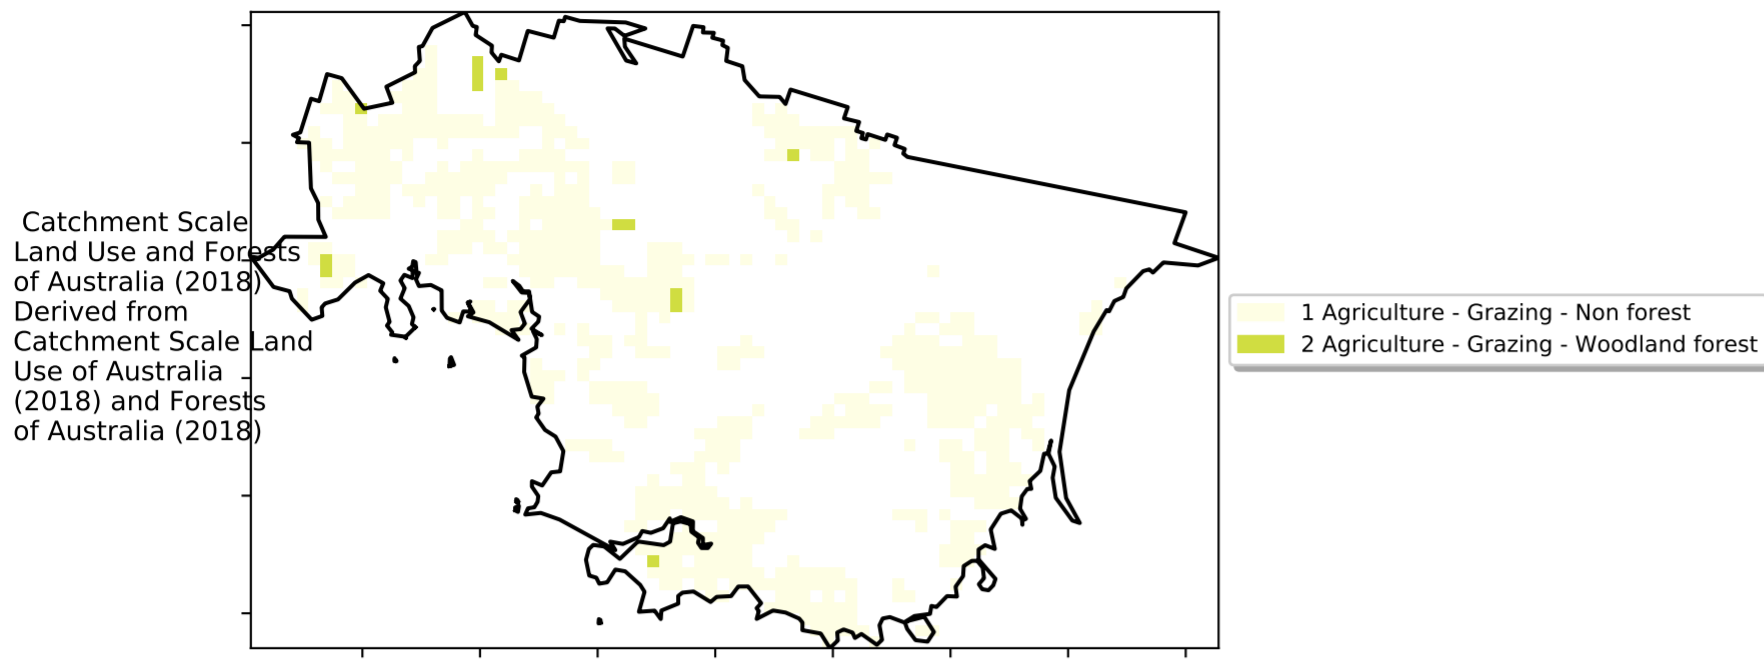 Catchment Scale
Land Use and Forests
of Australia (2018)
Derived from
Catchment Scale Land
Use of Australia
(2018) and Forests
of Australia (2018)
1 Agriculture - Grazing - Non forest
2 Agriculture - Grazing - Woodland forest